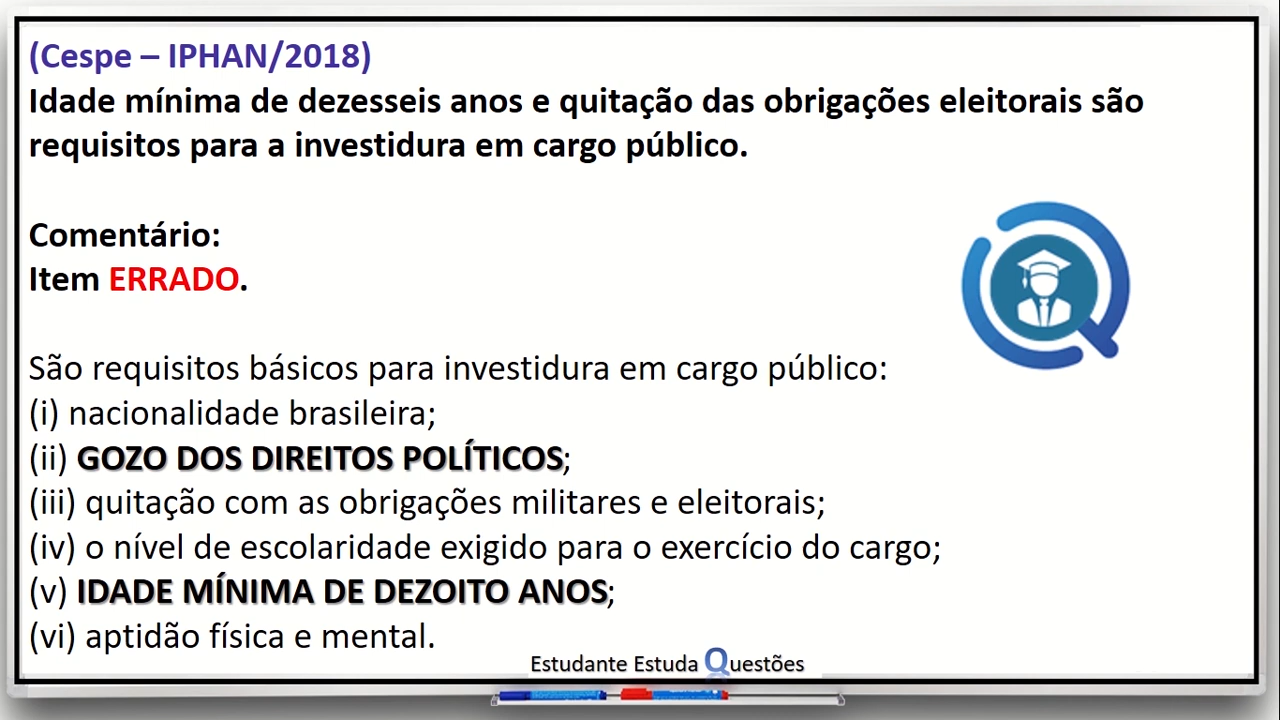 (Cespe – IPHAN/2018)
Idade mínima de dezesseis anos e quitação das obrigações eleitorais são
requisitos para a investidura em cargo público.
Comentário:
Item ERRADO.
São requisitos básicos para investidura em cargo público:
(i) nacionalidade brasileira;
(ii) GOZO DOS DIREITOS POLÍTICOS;
(iii) quitação com as obrigações militares e eleitorais;
(iv) o nível de escolaridade exigido para o exercício do cargo;
(v) IDADE MÍNIMA DE DEZOITO ANOS;
(vi) aptidão física e mental.
Estudante Estuda Questões